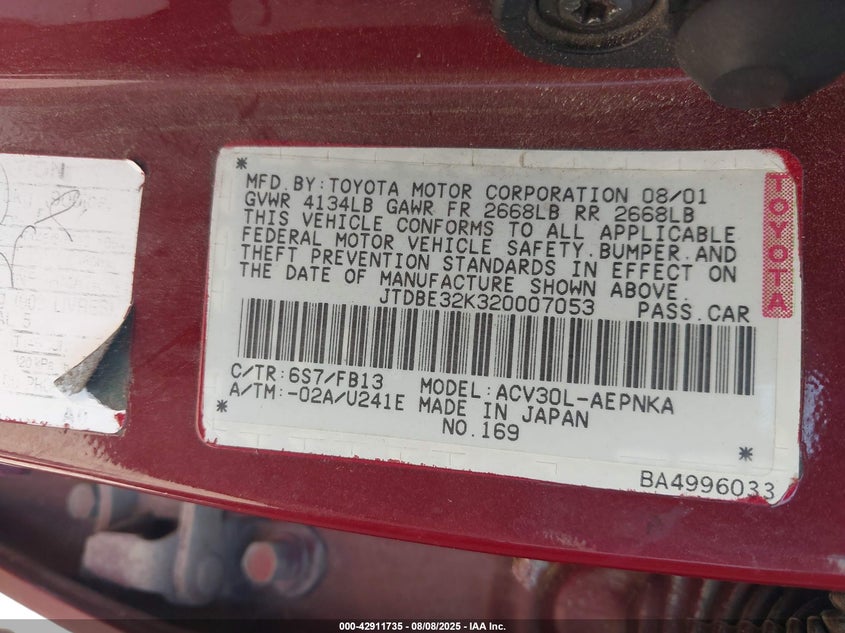 MFD.BY:TOYOTA MOTOR CORPORATION 08/01
GVWR 4134LB GAWR FR 2668LB RR 2668LB
THIS VEHICLE CONFORMS TO ALL APPLICABLE
FEDERAL MOTOR VEHICLE SAFETY.BUMPER.AND
THEFT PREVENTION STANDARDS IN EFFECT ON
THE DATE OF MANUFACTURE SHOWN ABOVE.
JTDBE32K320007053 PASS.CAR
C/TR:6S7/FB13 MODEL:ACV30L-AEPNKA
A/TM:-02A/U241E MADE IN JAPAN
NO.169
BA4996033
TOYOTA
000-42911735 - 08/08/2025 - IAA Inc.